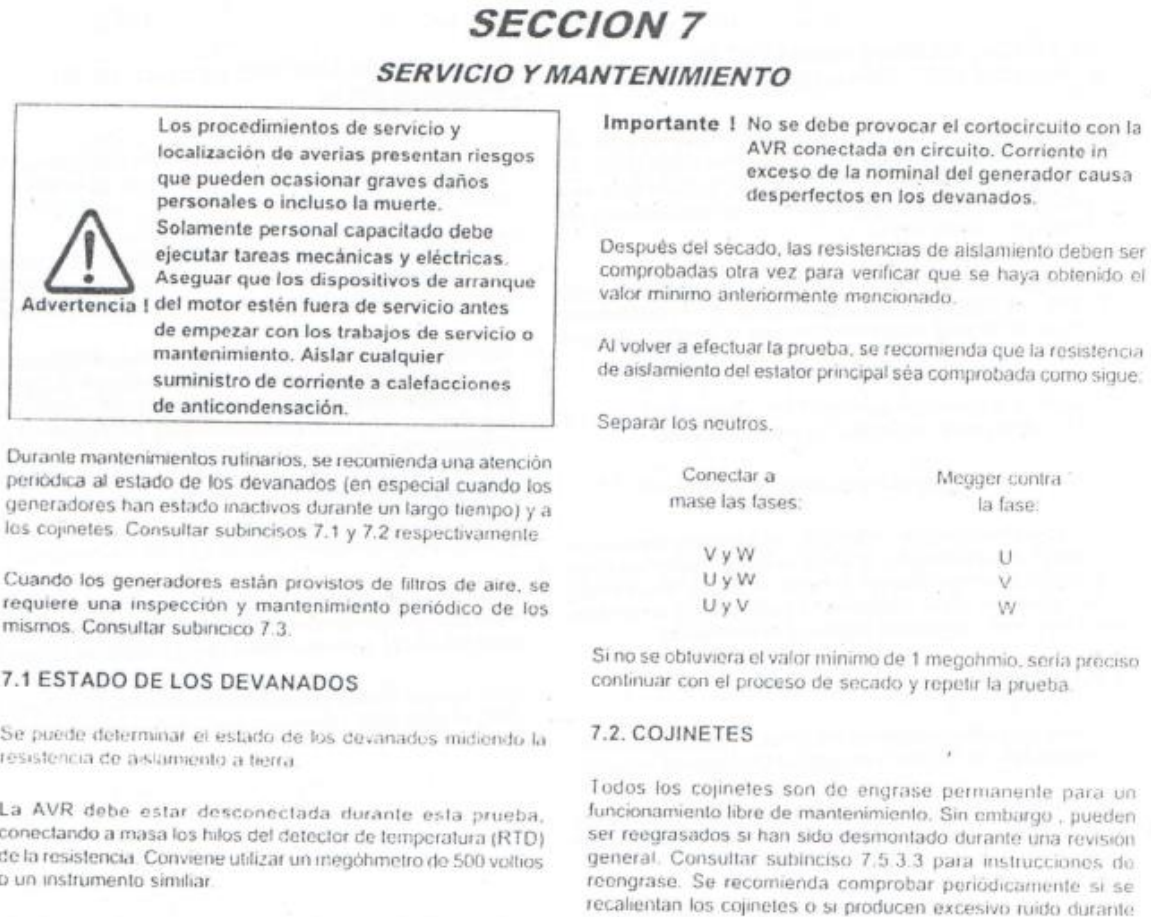 SECCION 7
SERVICIO Y MANTENIMIENTO
Los procedimientos de servicio y
localización de averias presentan riesgos
que pueden ocasionar graves daños
personales o incluso la muerte.
Solamente personal capacitado debe
ejecutar tareas mecánicas y eléctricas.
Aseguar que los dispositivos de arranque
Advertencia ! del motor estén fuera de servicio antes
de empezar con los trabajos de servicio o
mantenimiento. Aislar cualquier
suministro de corriente a calefacciones
de anticondensación.
Durante mantenimientos rutinarios, se recomienda una atención
periódica al estado de los devanados (en especial cuando los
generadores han estado inactivos durante un largo tiempo) y a
los cojinetes. Consultar subincisos 7.1 y 7.2 respectivamente
Cuando los generadores están provistos de filtros de aire, se
requiere una inspección y mantenimiento periódico de los
mismos. Consultar subincico 7.3.
7.1 ESTADO DE LOS DEVANADOS
Se puede determinar el estado de los devanados midiendo la
resistencia de aislamiento a tierra
La AVR debe estar desconectada durante esta prueba,
conectando a masa los hilos del detector de temperatura (RTD)
de la resistencia. Conviene utilizar un megóhmetro de 500 voltios
o un instrumento similiar
Importante ! No se debe provocar el cortocircuito con la
AVR conectada en circuito. Corriente in
exceso de la nominal del generador causa
desperfectos en los devanados.
Después del sécado, las resistencias de aislamiento deben ser
comprobadas otra vez para verificar que se haya obtenido el
valor minimo anteriormente mencionado.
Al volver a efectuar la prueba, se recomienda que la resistencia
de aislamiento del estator principal séa comprobada como sigue:
Separar los neutros.
Conectar a Megger contra
mase las fases: la fase:
V y W U
U y W V
U y V W
Si no se obtuviera el valor minimo de 1 megohmio, seria preciso
continuar con el proceso de secado y repetir la prueba.
7.2. COJINETES
Todos los cojinetes son de engrase permanente para un
funcionamiento libre de mantenimiento. Sin embargo , pueden
ser reegrasados si han sido desmontado durante una revisión
general. Consultar subinciso 7.5.3.3 para instrucciones de
reengrase. Se recomienda comprobar periódicamente si se
recalientan los cojinetes o si producen excesivo ruido durante